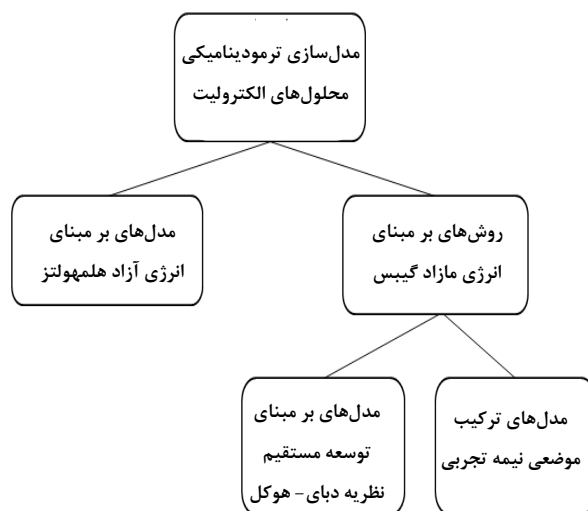 مدل‌سازی ترمودینامیکی
محلول‌های الکترولیت
روش‌های بر مبنای
انرژی مازاد گیبس
مدل‌های بر مبنای
انرژی آزاد هلمهولتز
مدل‌های ترکیب
موضعی نیمه تجربی
مدل‌های بر مبنای
توسعه مستقیم
نظریه دبای- هوکل